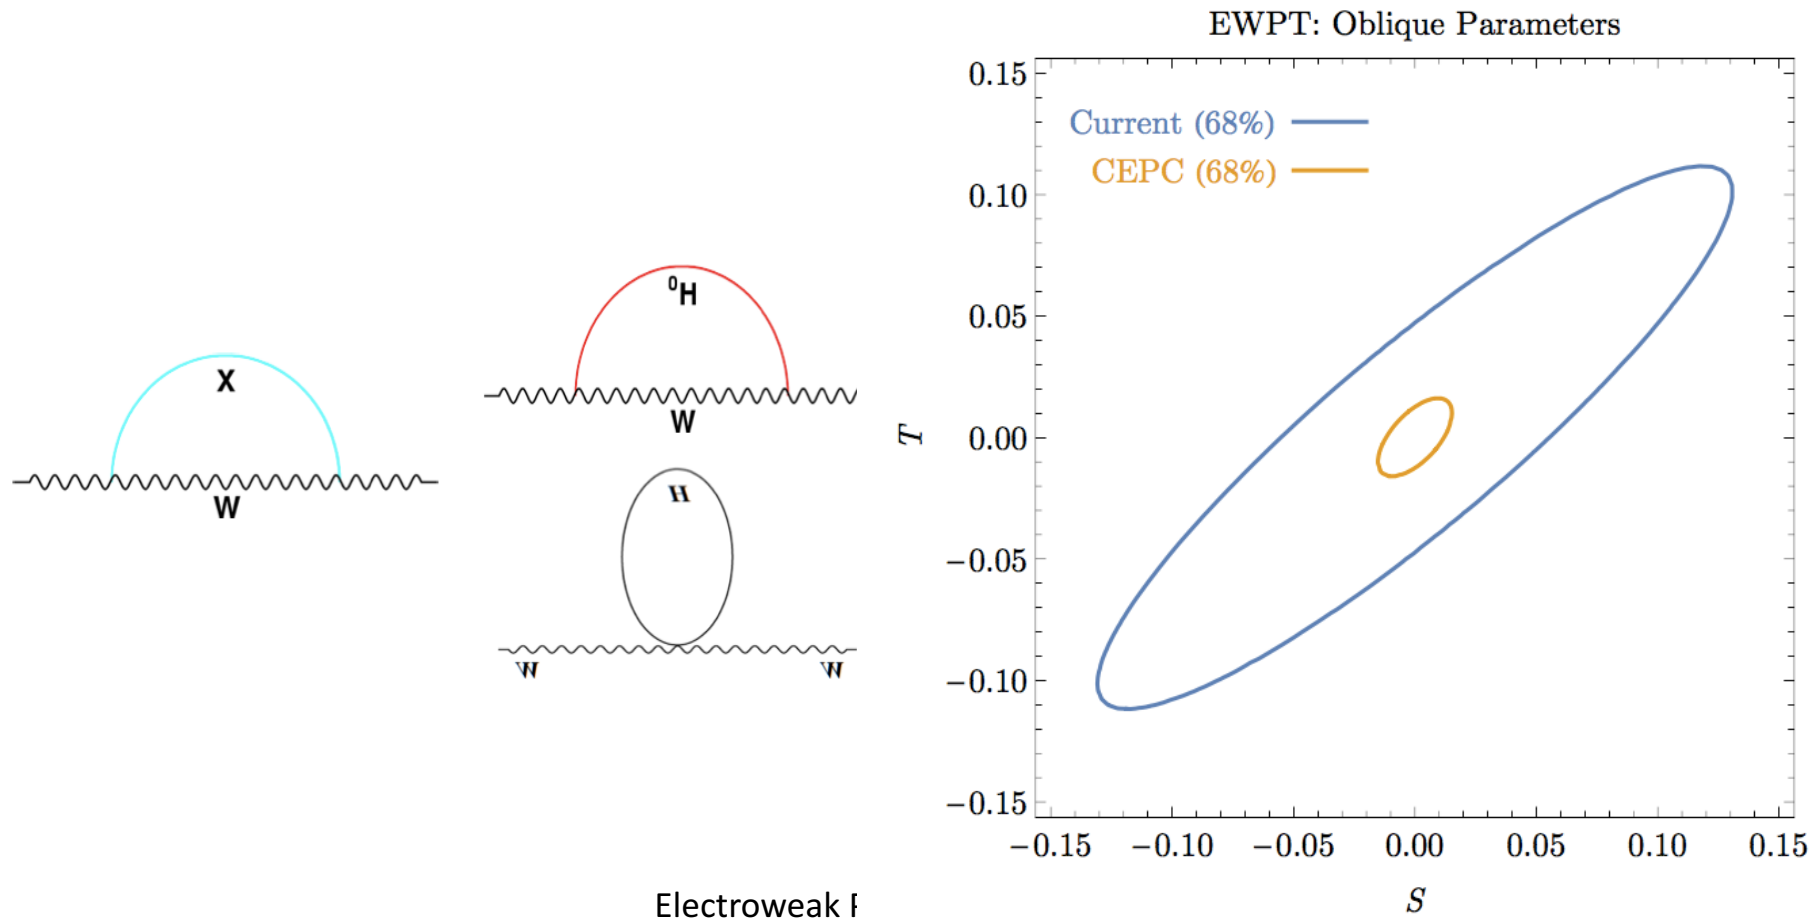 X
W
⁰H
W
H
W W
Electroweak
EWPT: Oblique Parameters
Current (68%)
CEPC (68%)
0.15
0.10
0.05
0.00
−0.05
−0.10
−0.15
T
−0.15 −0.10 −0.05 0.00 0.05 0.10 0.15
S